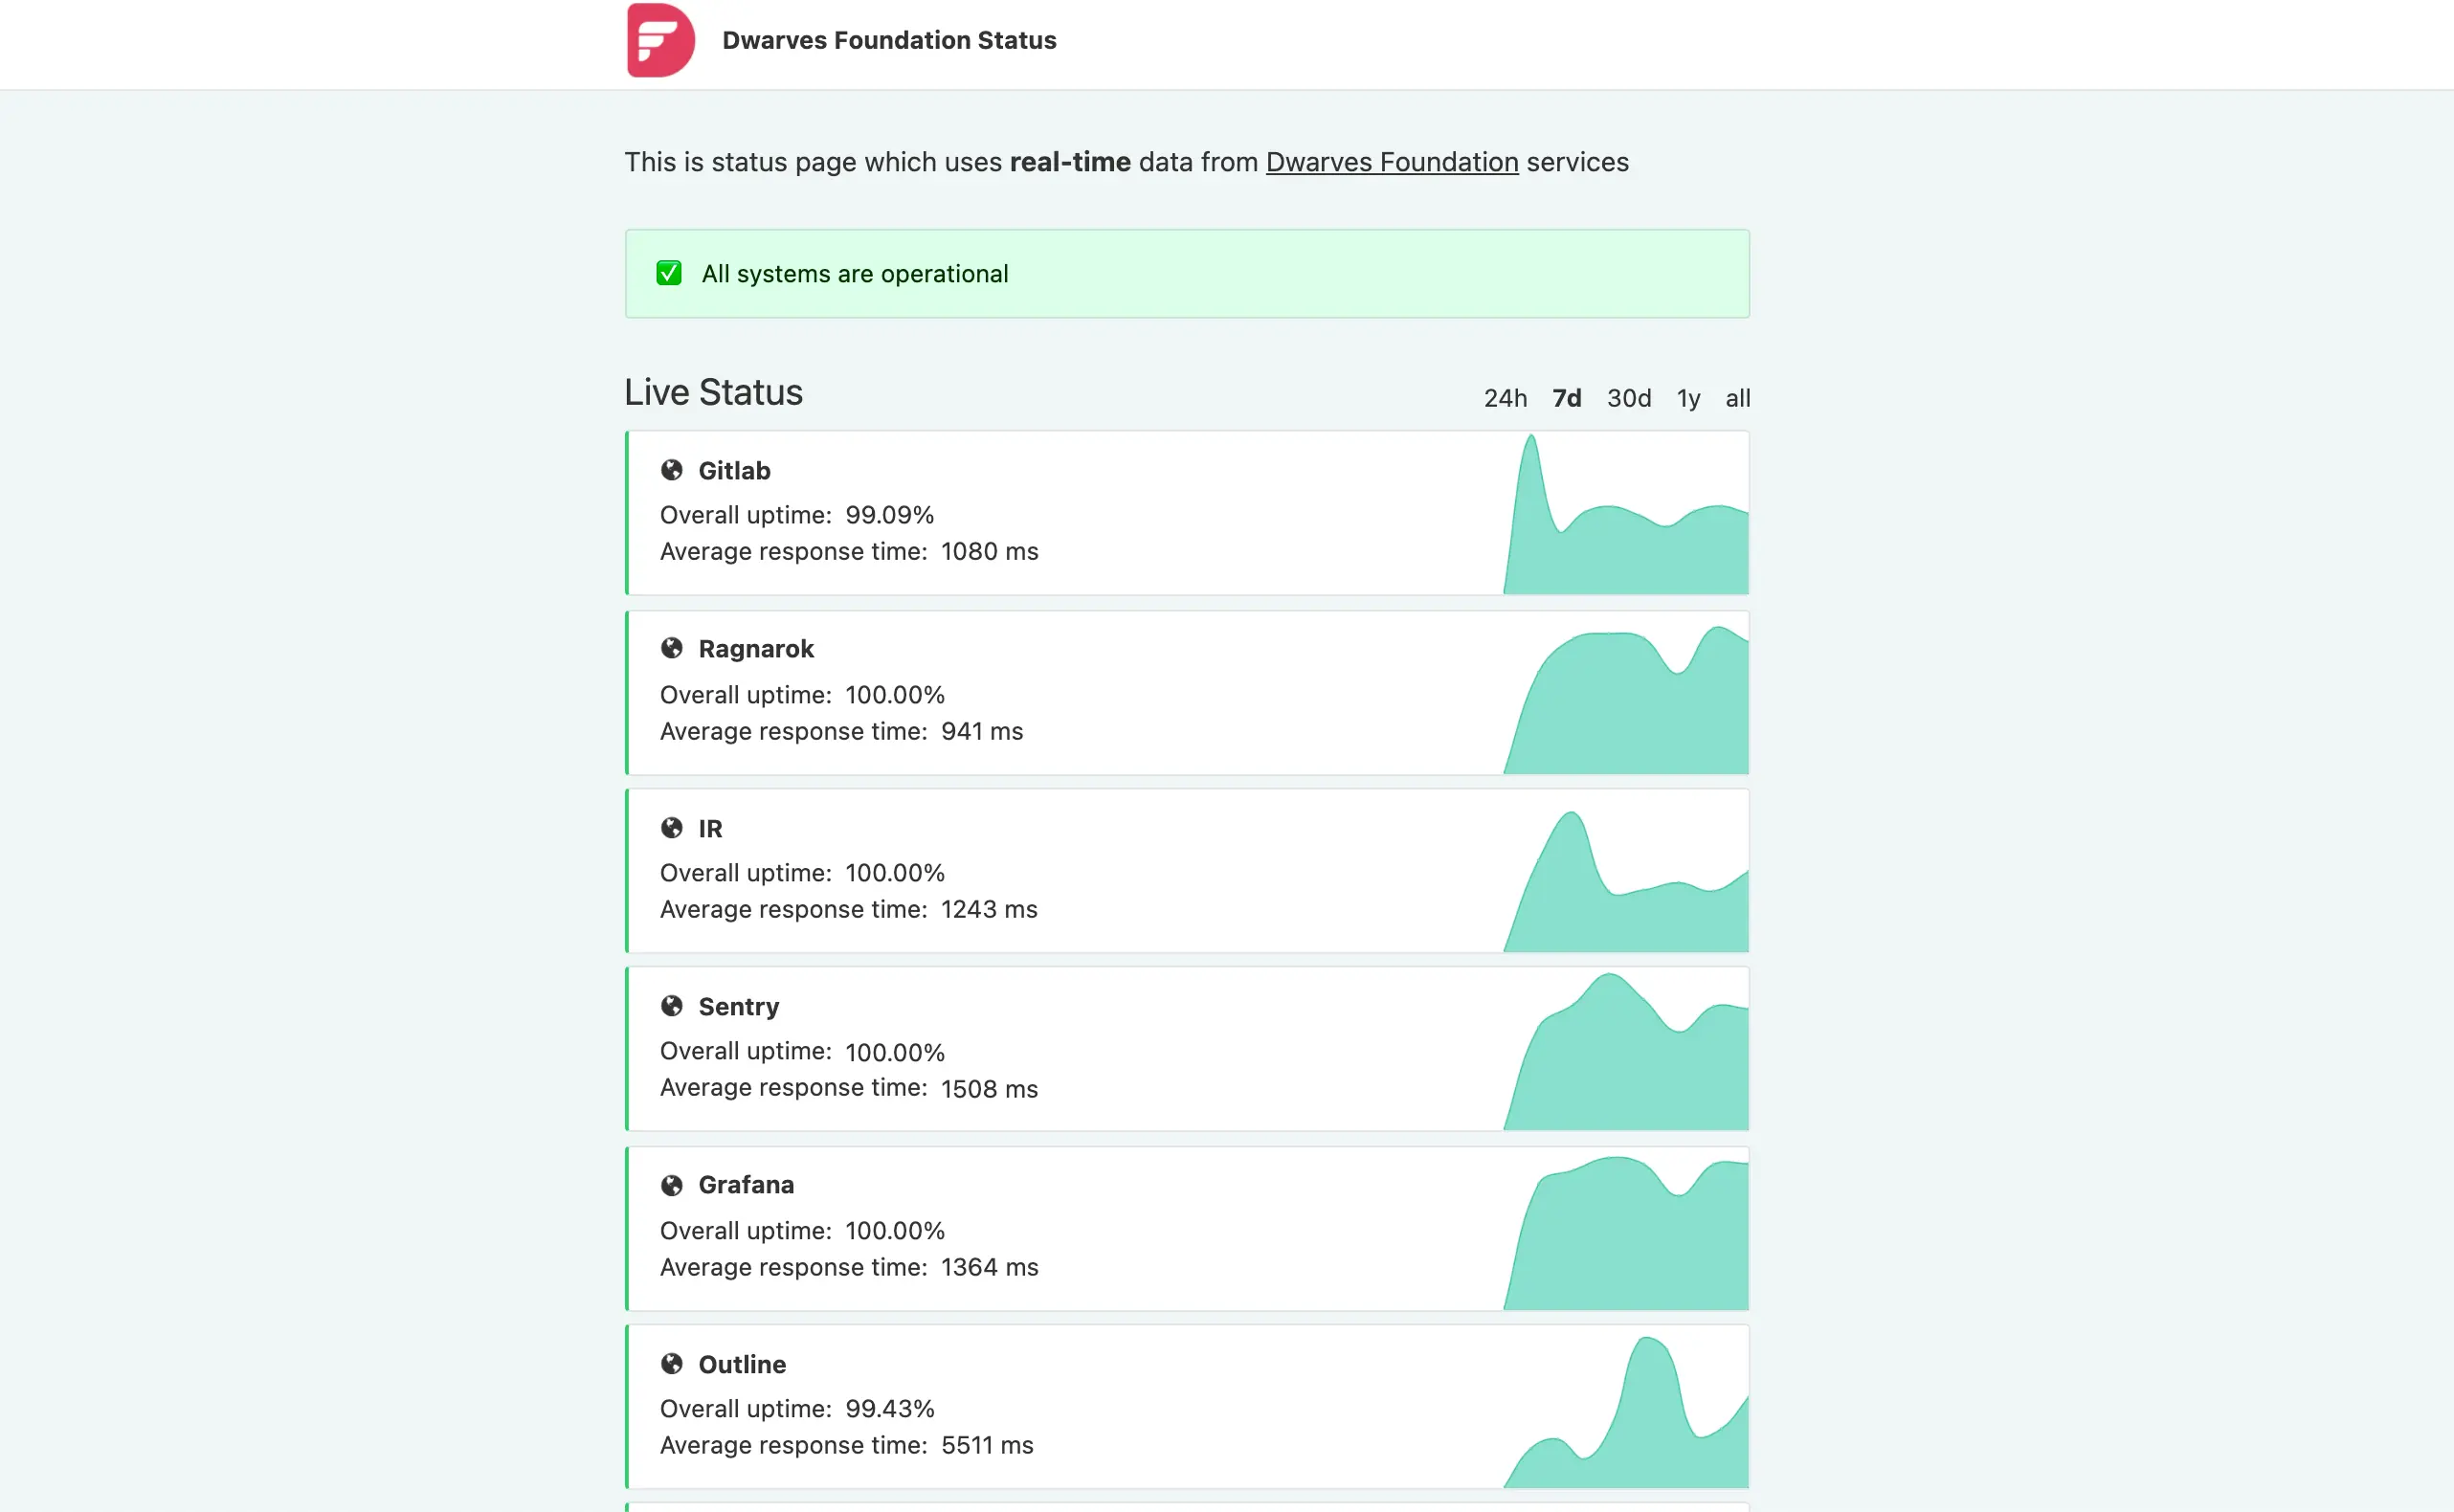 Dwarves Foundation Status
This is status page which uses real-time data from Dwarves Foundation services
✅ All systems are operational
Live Status
24h 7d 30d 1y all
Gitlab
Overall uptime: 99.09%
Average response time: 1080 ms
Ragnarok
Overall uptime: 100.00%
Average response time: 941 ms
IR
Overall uptime: 100.00%
Average response time: 1243 ms
Sentry
Overall uptime: 100.00%
Average response time: 1508 ms
Grafana
Overall uptime: 100.00%
Average response time: 1364 ms
Outline
Overall uptime: 99.43%
Average response time: 5511 ms